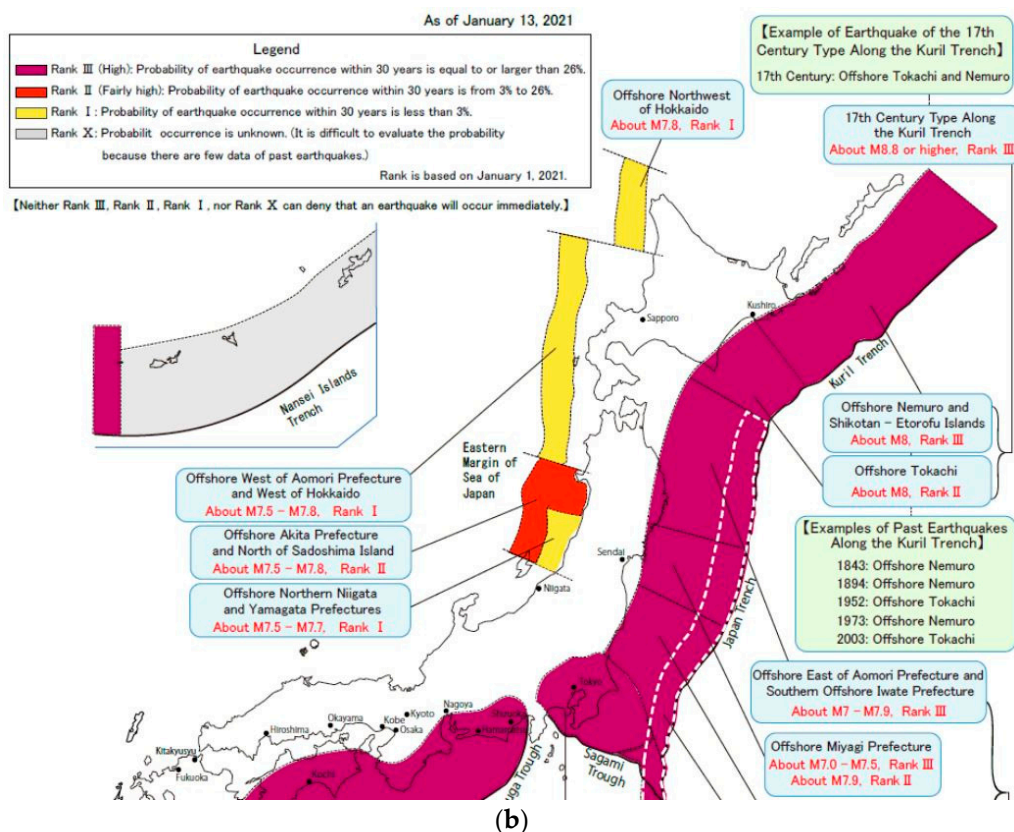 As of January 13, 2021
Legend
Rank Ⅲ (High): Probability of earthquake occurrence within 30 years is equal to or larger than 26%.
Rank Ⅱ (Fairly high): Probability of earthquake occurrence within 30 years is from 3% to 26%.
Rank Ⅰ: Probability of earthquake occurrence within 30 years is less than 3%.
Rank X: Probabilit occurrence is unknown. (It is difficult to evaluate the probability
because there are few data of past earthquakes.)
Rank is based on January 1, 2021.
【Neither Rank Ⅲ, Rank Ⅱ, Rank Ⅰ, nor Rank X can deny that an earthquake will occur immediately.】
【Example of Earthquake of the 17th
Century Type Along the Kuril Trench】
17th Century: Offshore Tokachi and Nemuro
Offshore Northwest
of Hokkaido
About M7.8, Rank Ⅰ
17th Century Type Along
the Kuril Trench
About M8.8 or higher, Rank Ⅲ
Nansei Islands
Trench
Sapporo
Kushiro
Kuril Trench
Offshore Nemuro and
Shikotan - Etorofu Islands
About M8, Rank Ⅲ
Offshore Tokachi
About M8, Rank Ⅱ
Eastern
Margin of
Sea of
Japan
Offshore West of Aomori Prefecture
and West of Hokkaido
About M7.5 - M7.8, Rank Ⅰ
Offshore Akita Prefecture
and North of Sadoshima Island
About M7.5 - M7.8, Rank Ⅱ
Offshore Northern Niigata
and Yamagata Prefectures
About M7.5 - M7.7, Rank Ⅰ
【Examples of Past Earthquakes
Along the Kuril Trench】
1843: Offshore Nemuro
1894: Offshore Nemuro
1952: Offshore Tokachi
1973: Offshore Nemuro
2003: Offshore Tokachi
Sendai
Niigata
Japan Trench
Offshore East of Aomori Prefecture and
Southern Offshore Iwate Prefecture
About M7 - M7.9, Rank Ⅲ
Offshore Miyagi Prefecture
About M7.0 - M7.5, Rank Ⅲ
About M7.9, Rank Ⅱ
Tokyo
Nagoya
Kyoto
Okayama
Kobe
Osaka
Hiroshima
Shizuoka
Hamamatsu
Kitakyusyu
Fukuoka
Kochi
uga Trough
Sagami
Trough
(b)